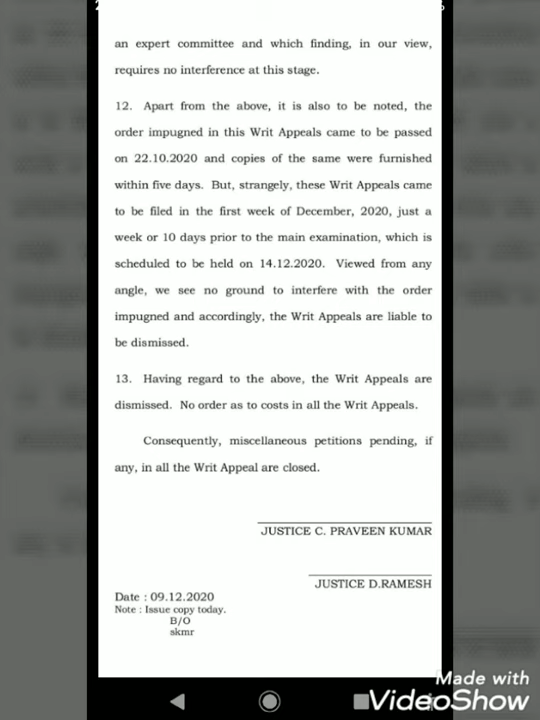 an expert committee and which finding, in our view,
requires no interference at this stage.
12. Apart from the above, it is also to be noted, the
order impugned in this Writ Appeals came to be passed
on 22.10.2020 and copies of the same were furnished
within five days. But, strangely, these Writ Appeals came
to be filed in the first week of December, 2020, just a
week or 10 days prior to the main examination, which is
scheduled to be held on 14.12.2020. Viewed from any
angle, we see no ground to interfere with the order
impugned and accordingly, the Writ Appeals are liable to
be dismissed.
13. Having regard to the above, the Writ Appeals are
dismissed. No order as to costs in all the Writ Appeals.
Consequently, miscellaneous petitions pending, if
any, in all the Writ Appeal are closed.
JUSTICE C. PRAVEEN KUMAR
JUSTICE D.RAMESH
Date : 09.12.2020
Note : Issue copy today.
B/O
skmr
Made with
VideoShow